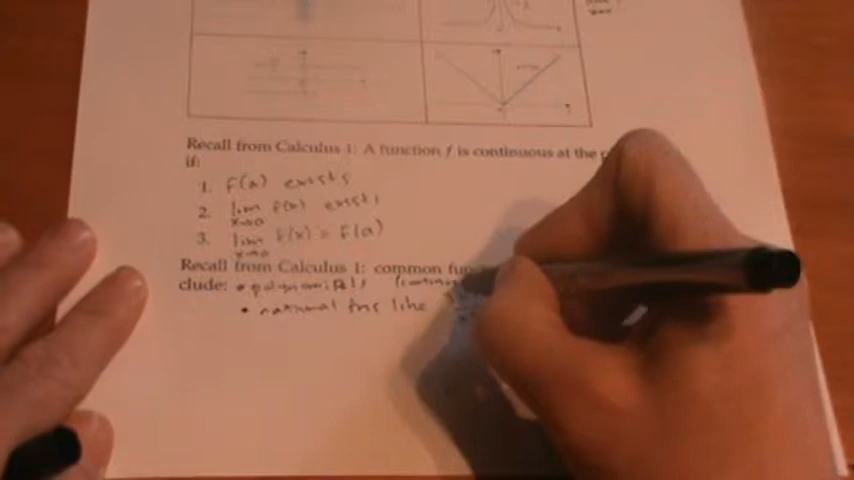 Recall from Calculus 1: A function f is continuous at the
if:
1. f(a) exists
2. lim f(x) exists
x→a
3. lim f(x) = f(a)
x→a
Recall from Calculus 1: common
clude: • polynomials
• rational fns like